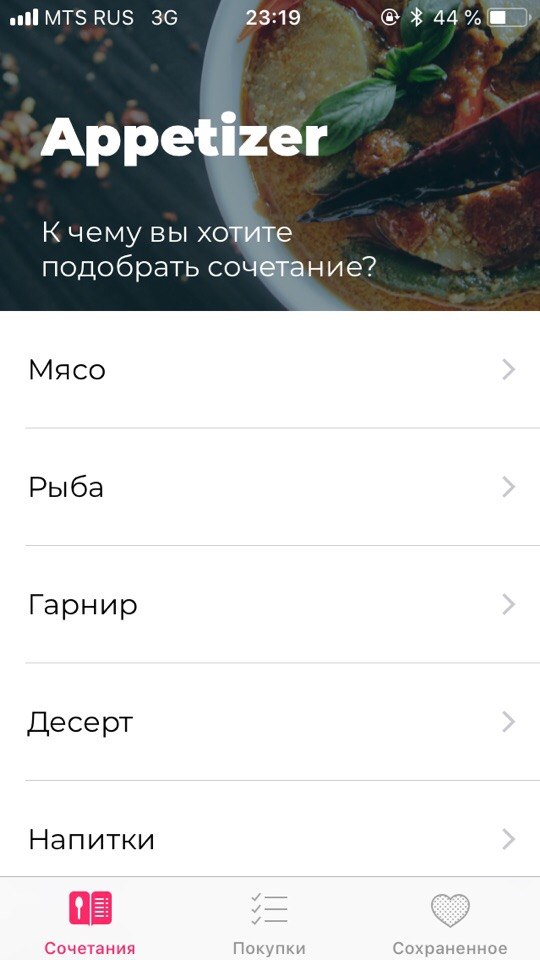 MTS RUS 3G 23:19 44 %
Appetizer
К чему вы хотите
подобрать сочетание?
Мясо
Рыба
Гарнир
Десерт
Напитки
Сочетания Покупки Сохраненное